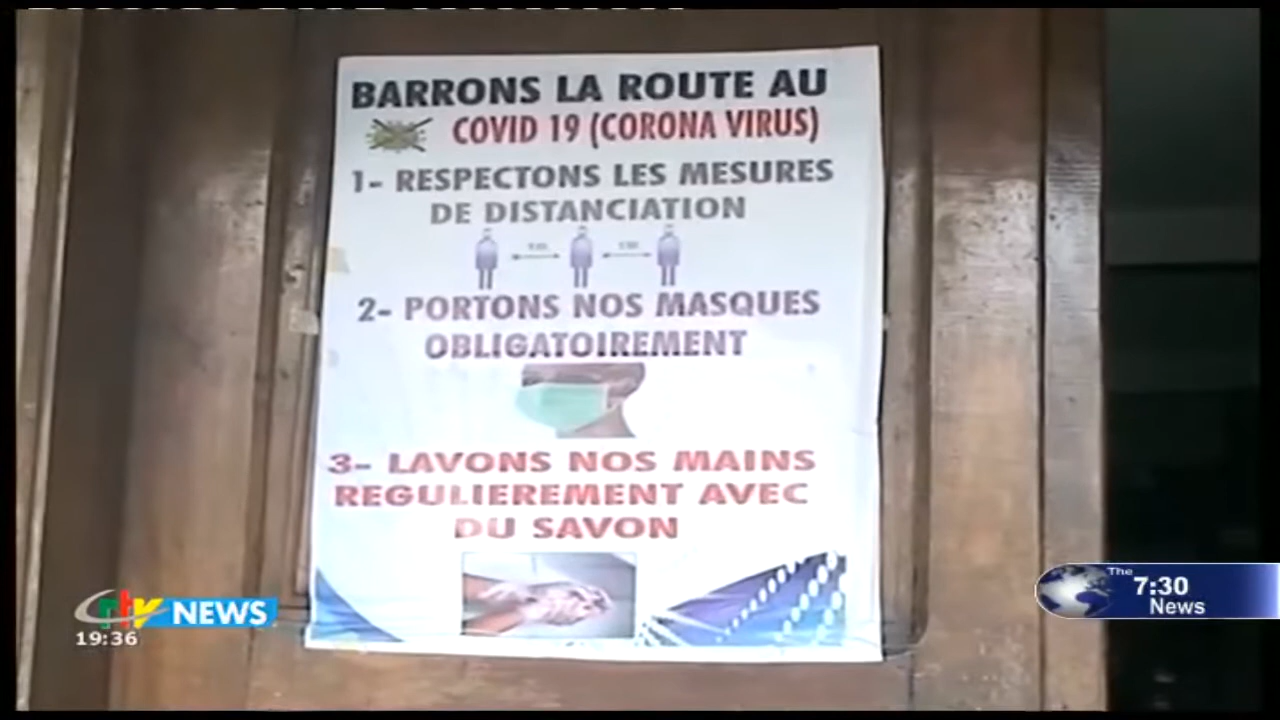 BARRONS LA ROUTE AU
COVID 19 (CORONA VIRUS)
1- RESPECTONS LES MESURES
DE DISTANCIATION
2- PORTONS NOS MASQUES
OBLIGATOIREMENT
3- LAVONS NOS MAINS
REGULIEREMENT AVEC
DU SAVON
crtv NEWS
19:36
The
7:30
News